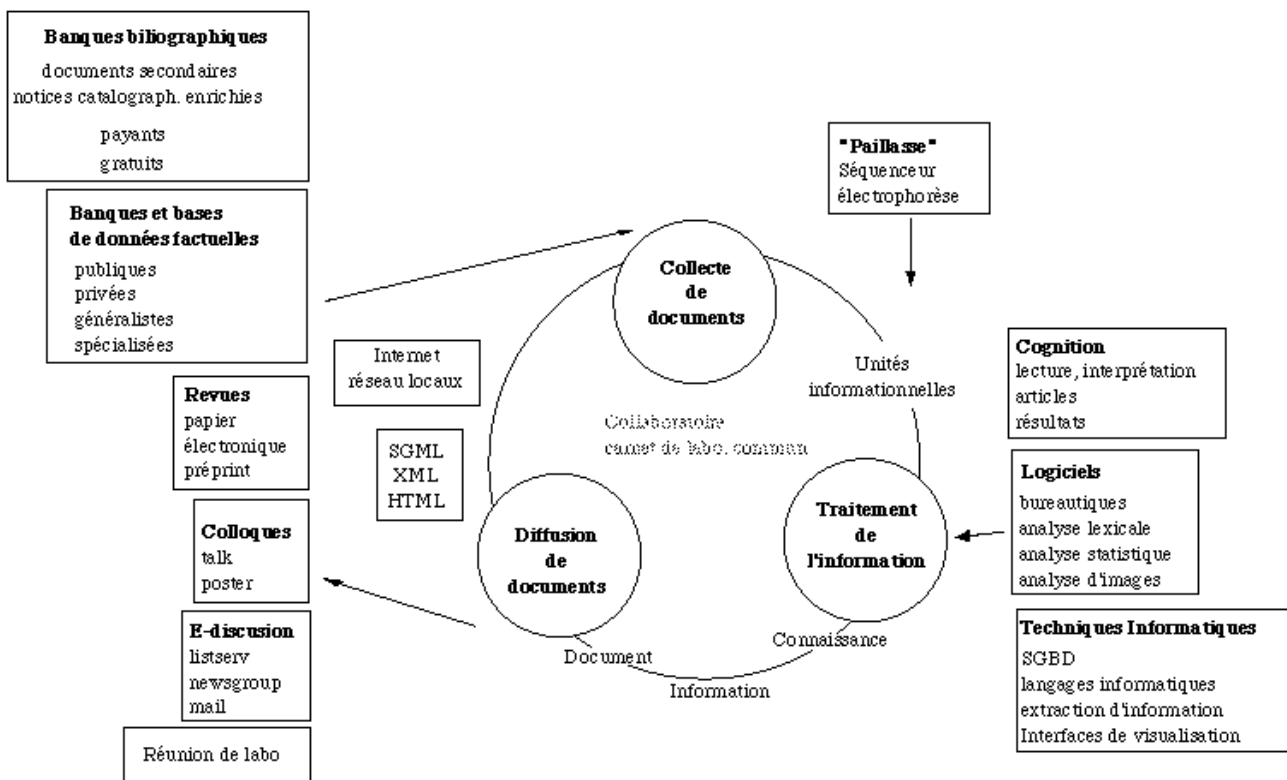 Banques biliographiques
documents secondaires
notices catalograph. enrichies
payants
gratuits
Banques et bases
de données factuelles
publiques
privées
généralistes
spécialisées
Revues
papier
électronique
préprint
Colloques
talk
poster
E-discusion
listserv
newsgroup
mail
Réunion de labo
Internet
réseau locaux
SGML
XML
HTML
Collecte
de
documents
"Paillasse"
Séquenceur
électrophorèse
Unités
informationnelles
Collaboratoire
carnet de labo. commun
Diffusion
de
documents
Traitement
de
l'information
Document
Information
Connaissance
Cognition
lecture, interprétation
articles
résultats
Logiciels
bureautiques
analyse lexicale
analyse statistique
analyse d'images
Techniques Informatiques
SGBD
langages informatiques
extraction d'information
Interfaces de visualisation